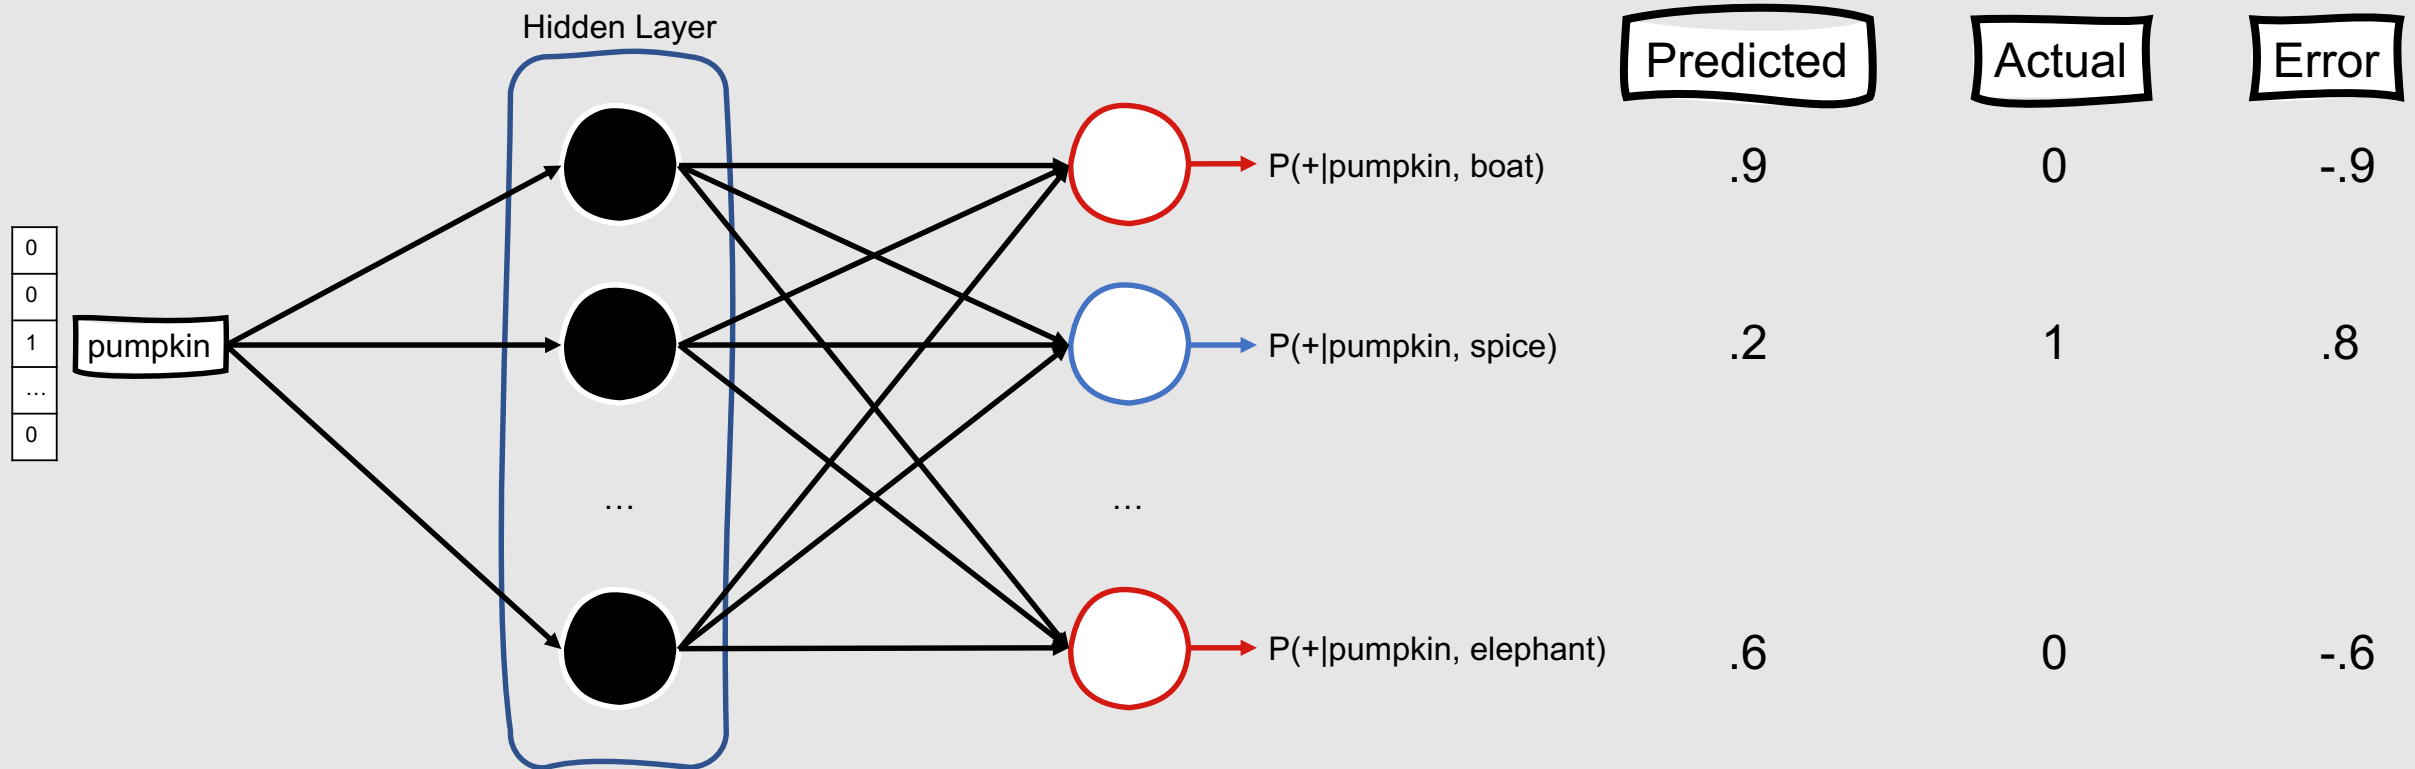 Hidden Layer
Predicted Actual Error
P(+|pumpkin, boat) .9 0 -.9
0
0
1
...
0
pumpkin
P(+|pumpkin, spice) .2 1 .8
... ...
P(+|pumpkin, elephant) .6 0 -.6